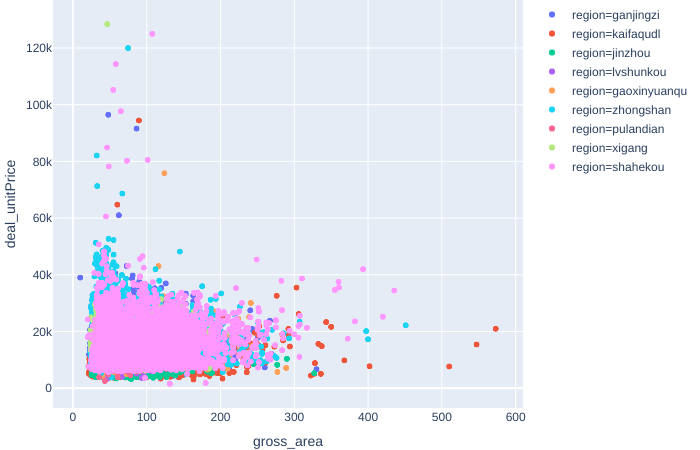 120k
100k
80k
60k
40k
20k
0
deal_unitPrice
0
100
200
300
400
500
600
gross_area
region=ganjingzi
region=kaifaqudl
region=jinzhou
region=lvshunkou
region=gaoxinyuanqu
region=zhongshan
region=pulandian
region=xigang
region=shahekou